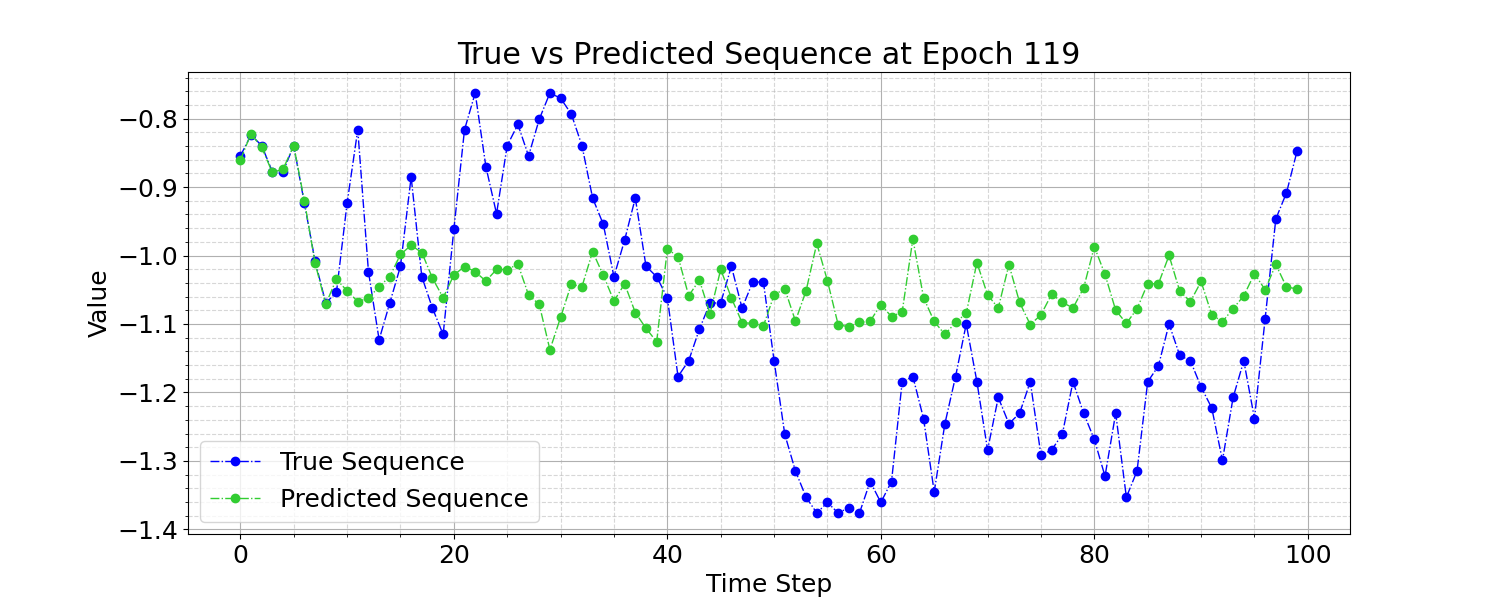 True vs Predicted Sequence at Epoch 119
Value
−0.8
−0.9
−1.0
−1.1
−1.2
−1.3
−1.4
True Sequence
Predicted Sequence
0 20 40 60 80 100
Time Step